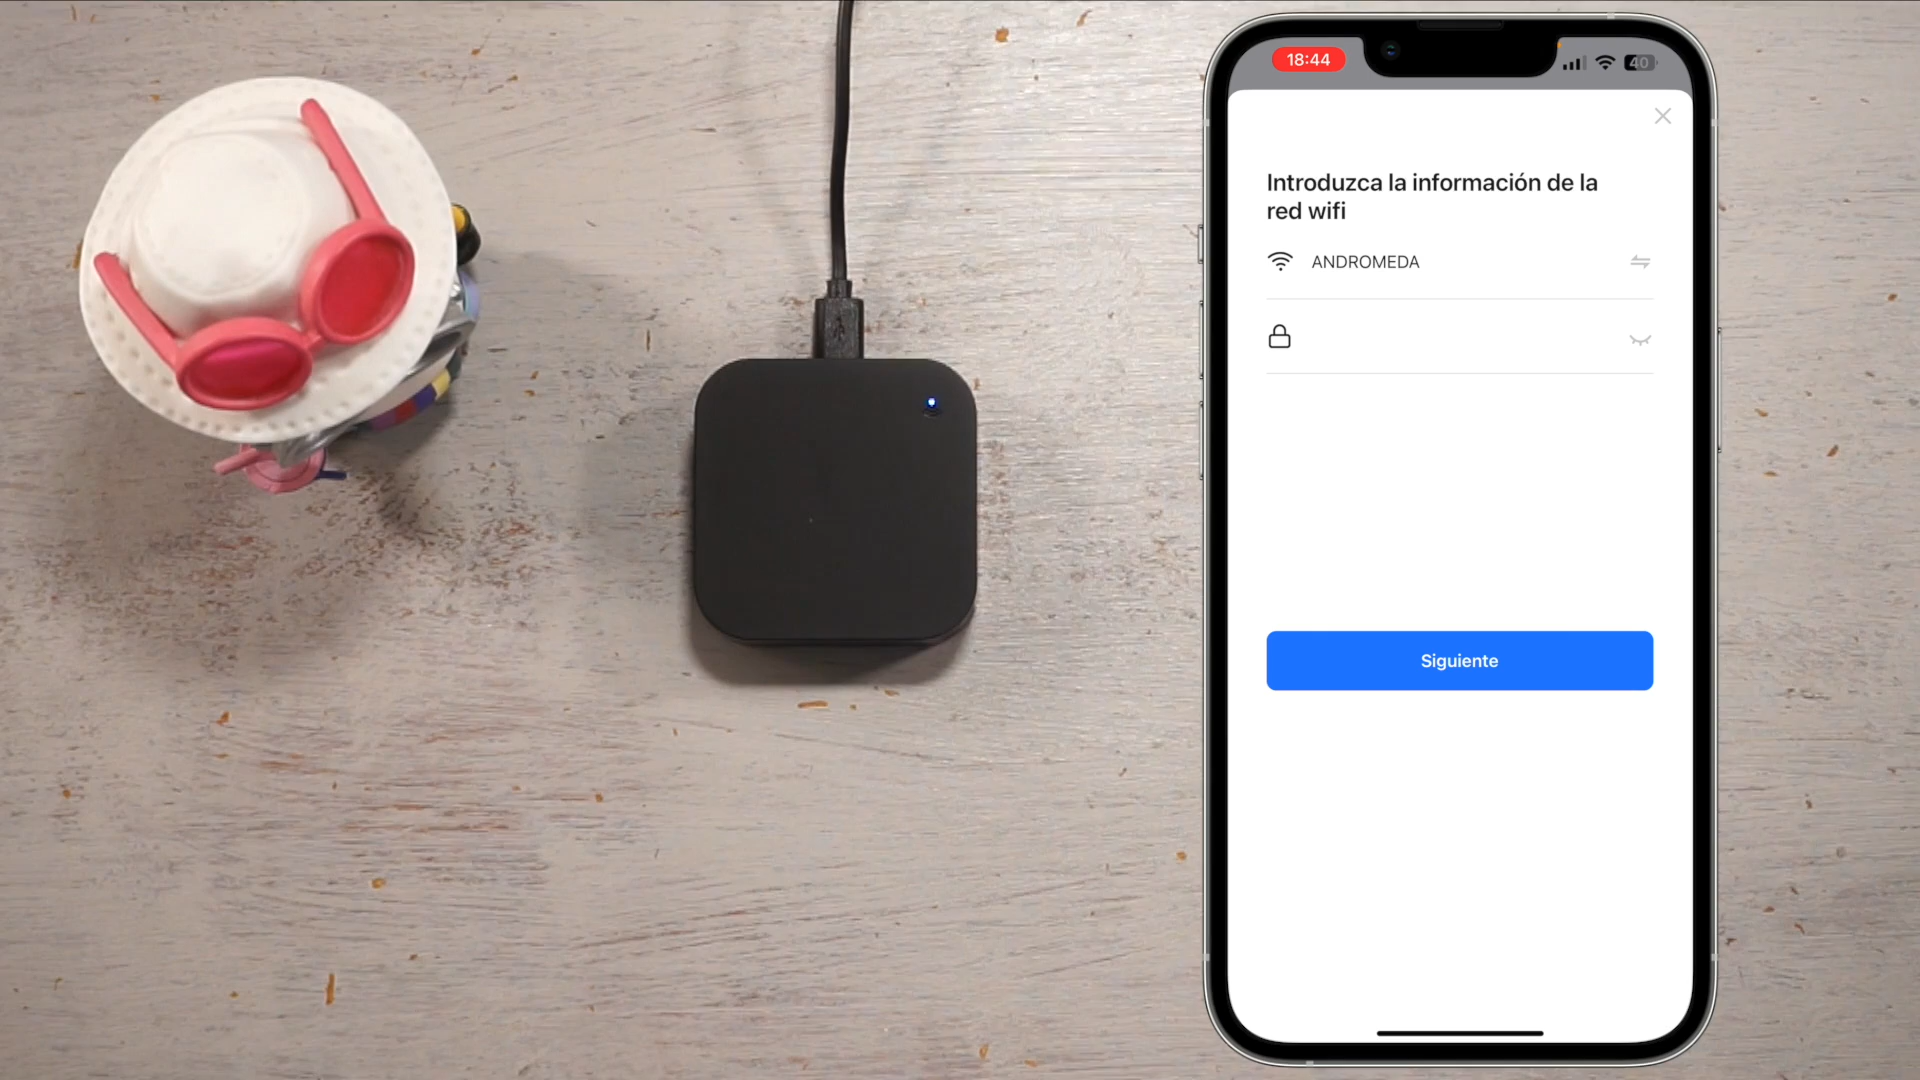 18:44
40
Introduzca la información de la
red wifi
ANDROMEDA
Siguiente